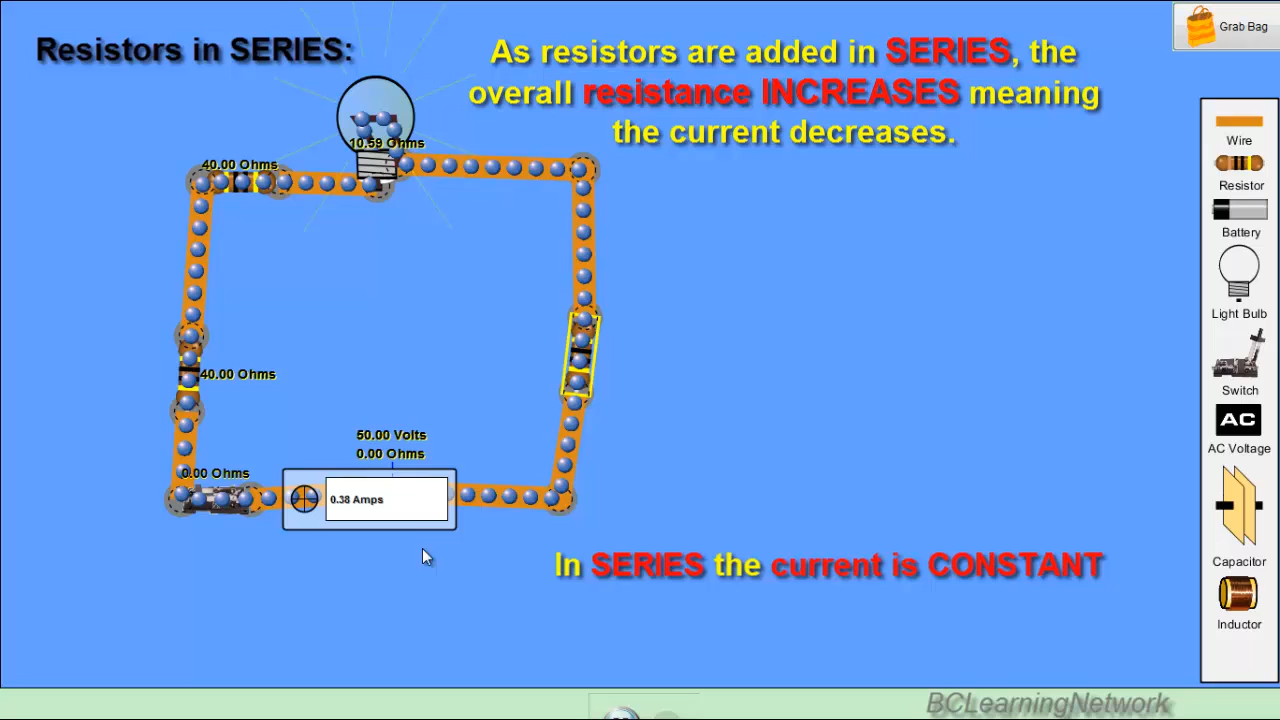 Resistors in SERIES:
As resistors are added in SERIES, the
overall resistance INCREASES meaning
the current decreases.
Grab Bag
10.59 Ohms
40.00 Ohms
40.00 Ohms
50.00 Volts
0.00 Ohms
0.00 Ohms
0.38 Amps
In SERIES the current is CONSTANT
Wire
Resistor
Battery
Light Bulb
Switch
AC
AC Voltage
Capacitor
Inductor
BCLearningNetwork